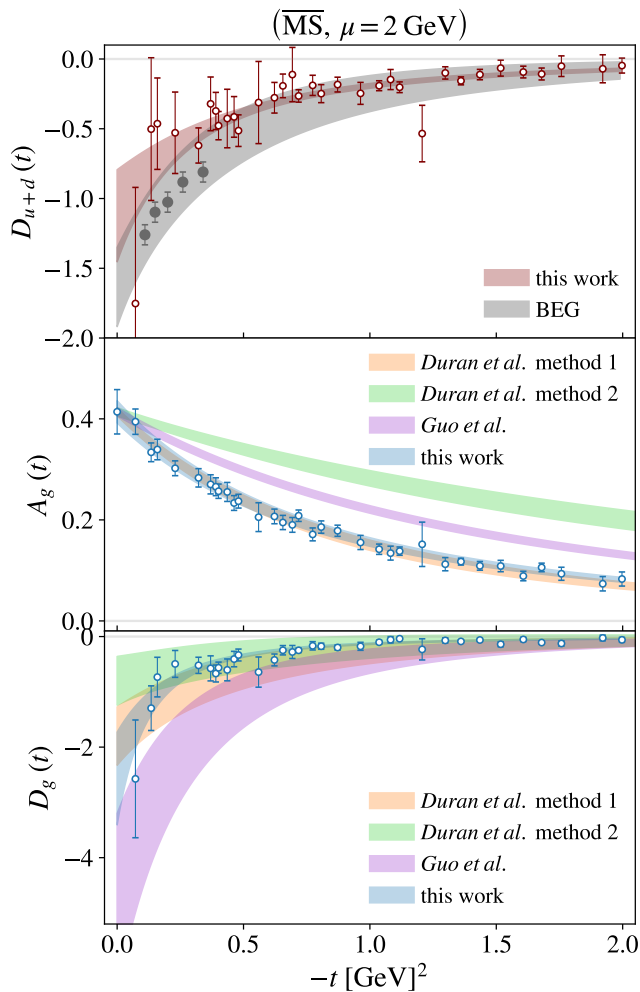 (M̅S̅, μ = 2 GeV)
0.0
−0.5
−1.0
−1.5
−2.0
D_{u+d}(t)
this work
BEG
2.0
0.4
0.2
0.0
A_g(t)
Duran et al. method 1
Duran et al. method 2
Guo et al.
this work
0
−2
−4
D_g(t)
Duran et al. method 1
Duran et al. method 2
Guo et al.
this work
0.0 0.5 1.0 1.5 2.0
−t [GeV]²